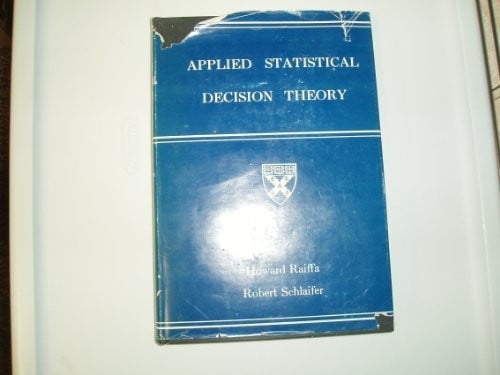 APPLIED STATISTICAL
DECISION THEORY
Howard Raiffa
Robert Schlaifer